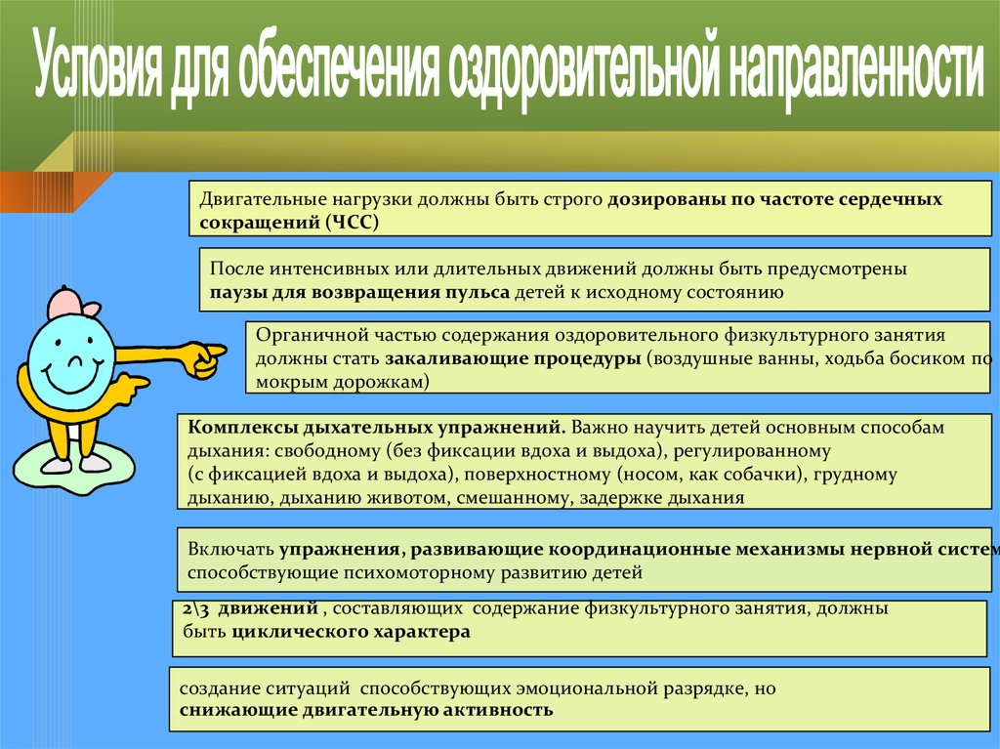 Условия для обеспечения оздоровительной направленности
Двигательные нагрузки должны быть строго дозированы по частоте сердечных
сокращений (ЧСС)
После интенсивных или длительных движений должны быть предусмотрены
паузы для возвращения пульса детей к исходному состоянию
Органичной частью содержания оздоровительного физкультурного занятия
должны стать закаливающие процедуры (воздушные ванны, ходьба босиком по
мокрым дорожкам)
Комплексы дыхательных упражнений. Важно научить детей основным способам
дыхания: свободному (без фиксации вдоха и выдоха), регулированному
(с фиксацией вдоха и выдоха), поверхностному (носом, как собачки), грудному
дыханию, дыханию животом, смешанному, задержке дыхания
Включать упражнения, развивающие координационные механизмы нервной систем
способствующие психомоторному развитию детей
2\3 движений , составляющих содержание физкультурного занятия, должны
быть циклического характера
создание ситуаций способствующих эмоциональной разрядке, но
снижающие двигательную активность